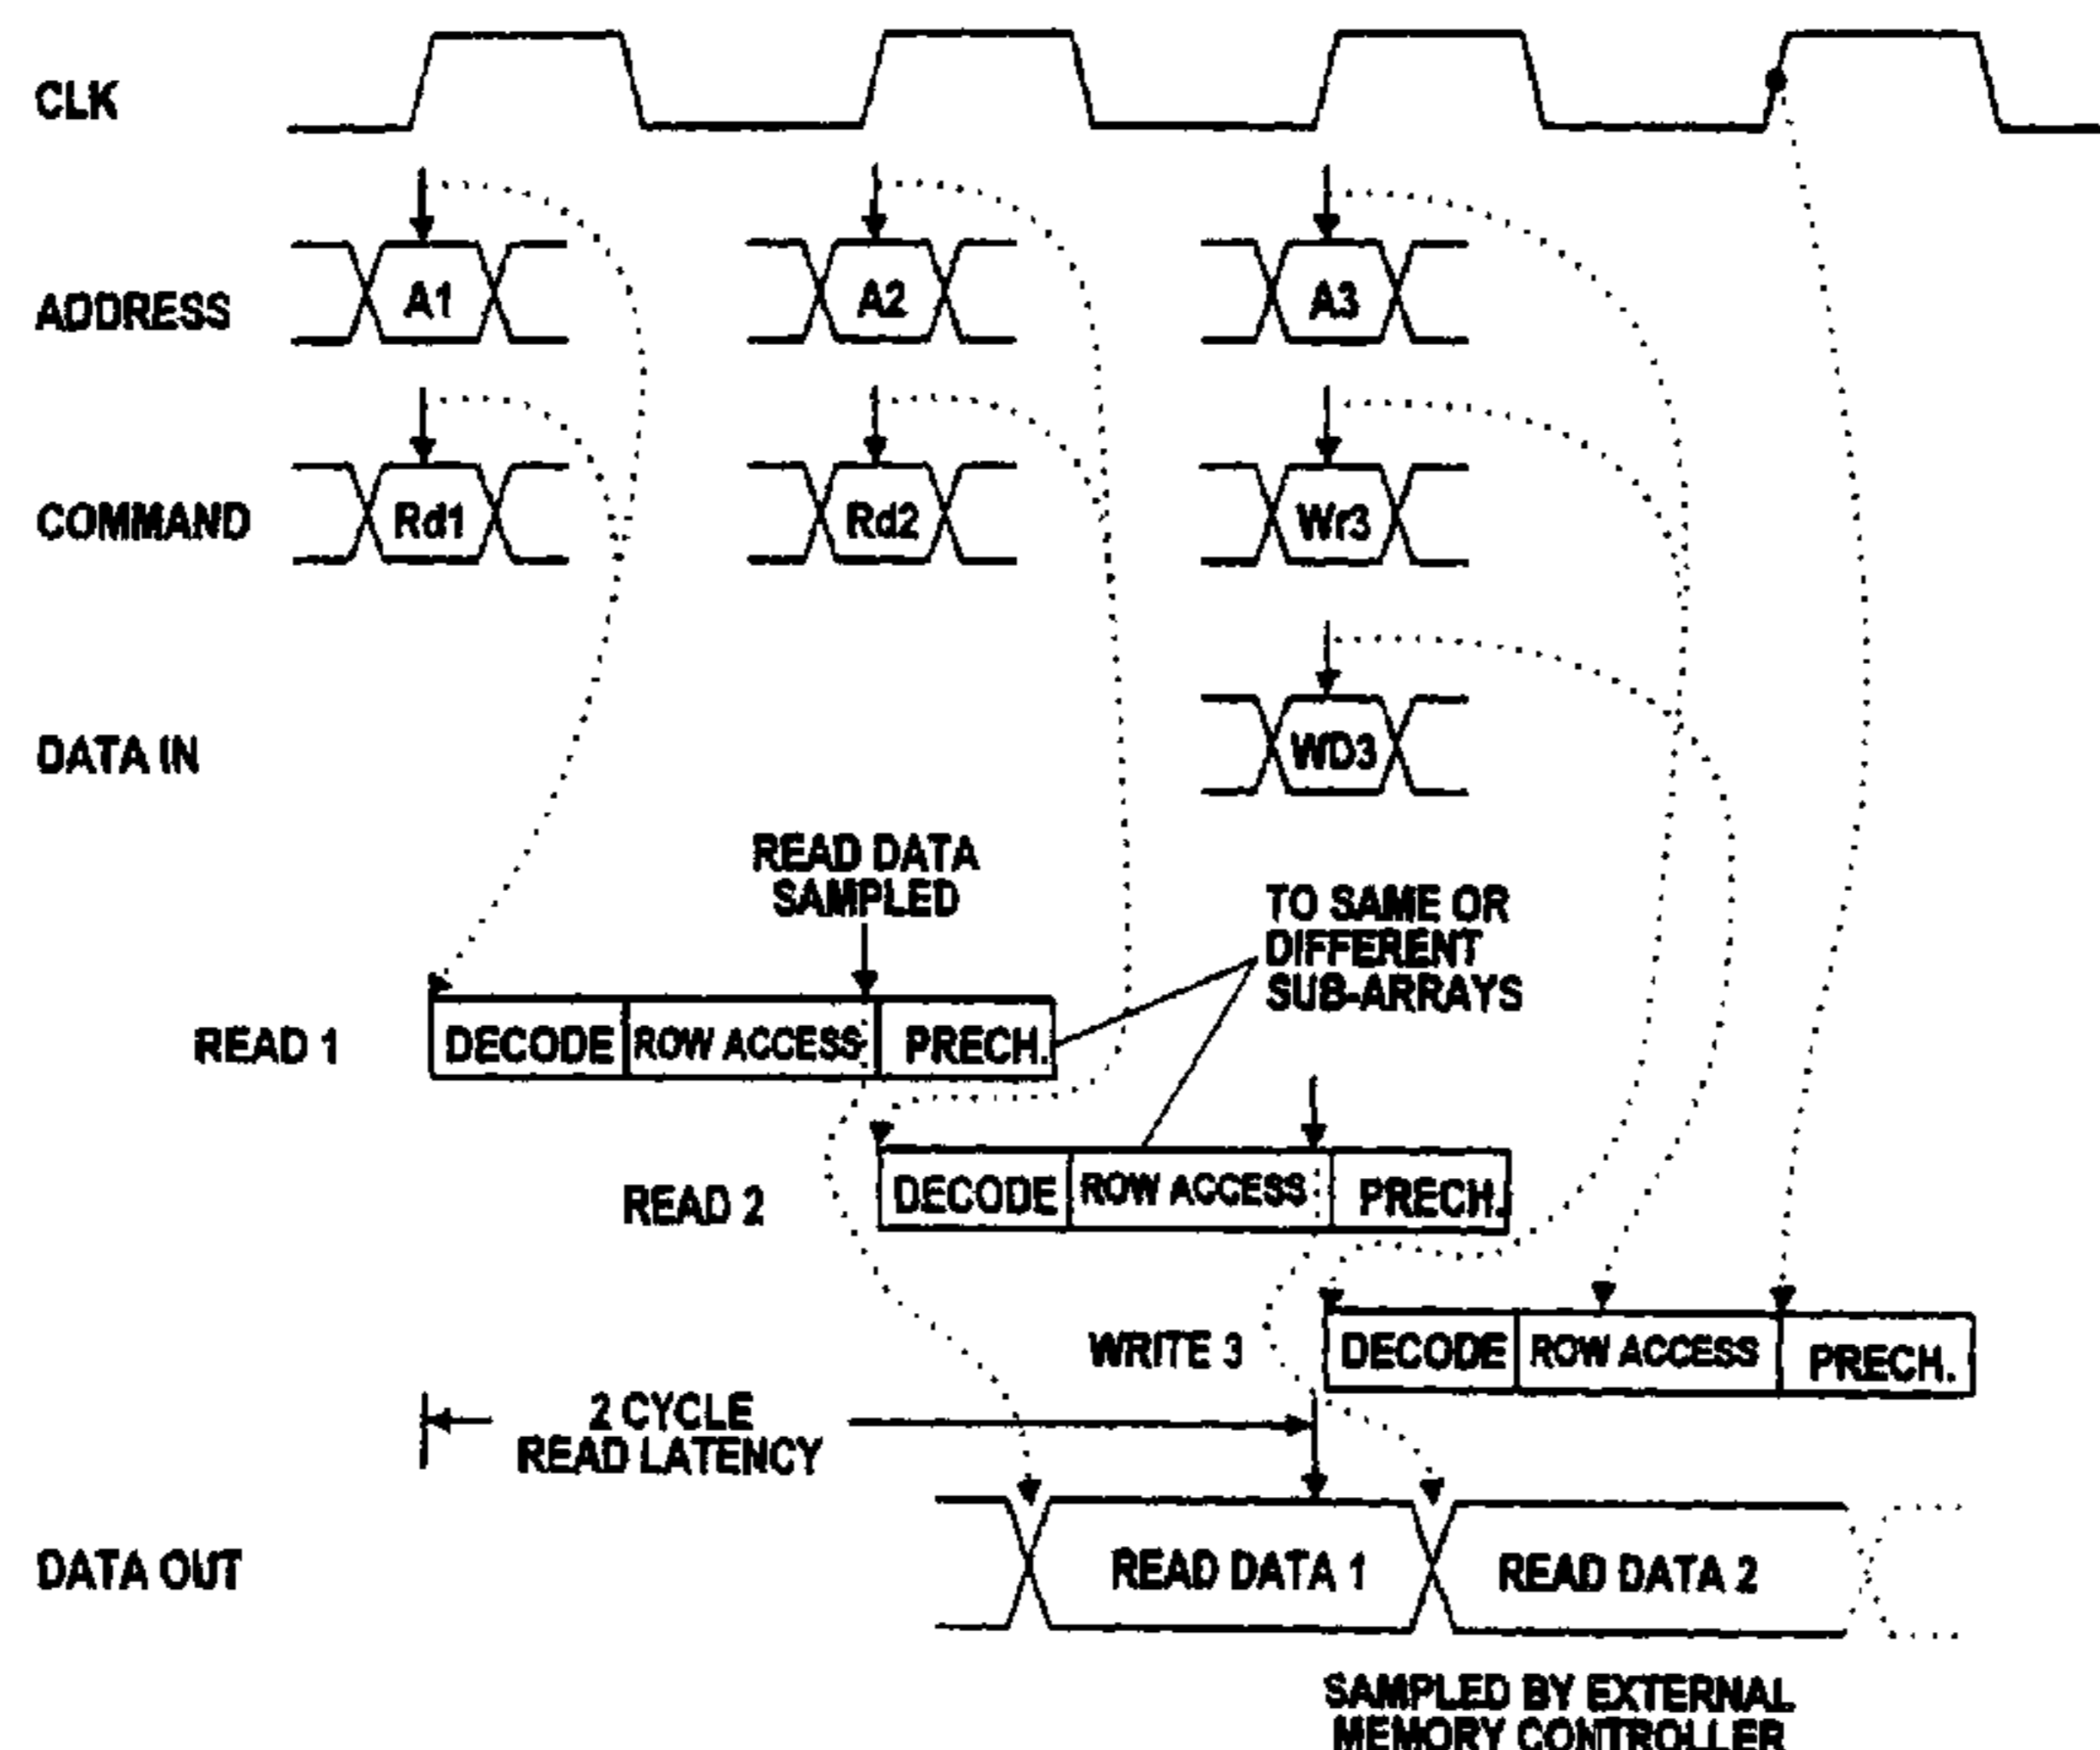 CLK
ADDRESS
A1
A2
A3
COMMAND
Rd1
Rd2
Wr3
DATA IN
WD3
READ DATA
SAMPLED
TO SAME OR
DIFFERENT
SUB-ARRAYS
READ 1
DECODE
ROW ACCESS
PRECH.
READ 2
DECODE
ROW ACCESS
PRECH.
WRITE 3
DECODE
ROW ACCESS
PRECH.
2 CYCLE
READ LATENCY
DATA OUT
READ DATA 1
READ DATA 2
SAMPLED BY EXTERNAL
MEMORY CONTROLLER